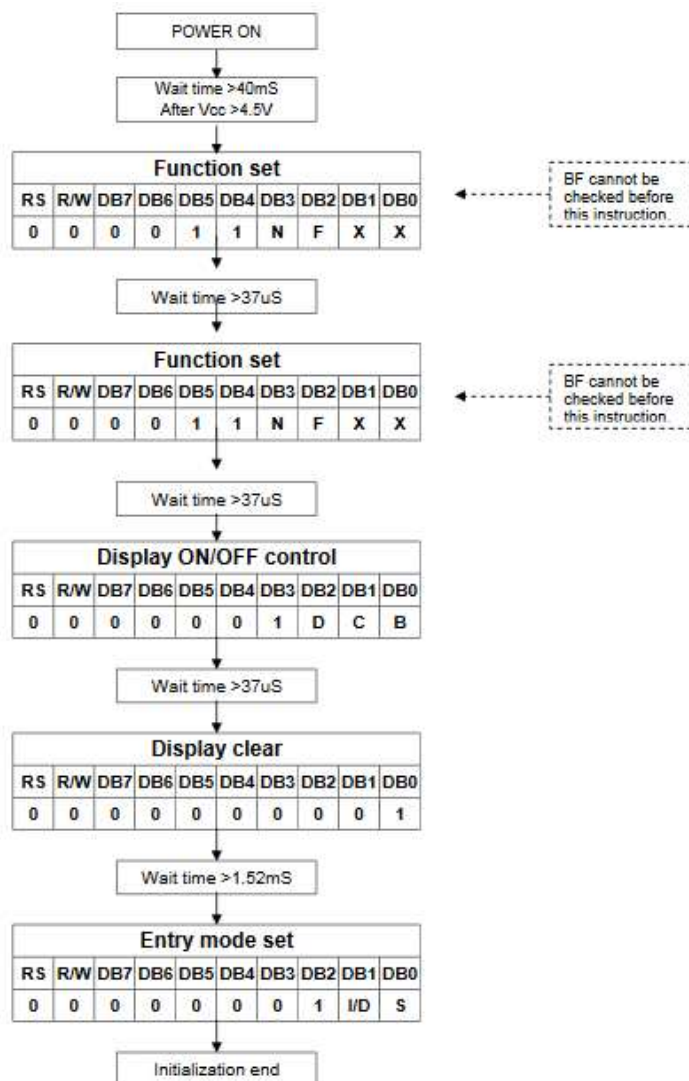 POWER ON
Wait time >40mS
After Vcc >4.5V
Function set
RS R/W DB7 DB6 DB5 DB4 DB3 DB2 DB1 DB0
0 0 0 0 1 1 N F X X
BF cannot be
checked before
this instruction.
Wait time >37uS
Function set
RS R/W DB7 DB6 DB5 DB4 DB3 DB2 DB1 DB0
0 0 0 0 1 1 N F X X
BF cannot be
checked before
this instruction.
Wait time >37uS
Display ON/OFF control
RS R/W DB7 DB6 DB5 DB4 DB3 DB2 DB1 DB0
0 0 0 0 0 0 1 D C B
Wait time >37uS
Display clear
RS R/W DB7 DB6 DB5 DB4 DB3 DB2 DB1 DB0
0 0 0 0 0 0 0 0 0 1
Wait time >1.52mS
Entry mode set
RS R/W DB7 DB6 DB5 DB4 DB3 DB2 DB1 DB0
0 0 0 0 0 0 0 1 I/D S
Initialization end